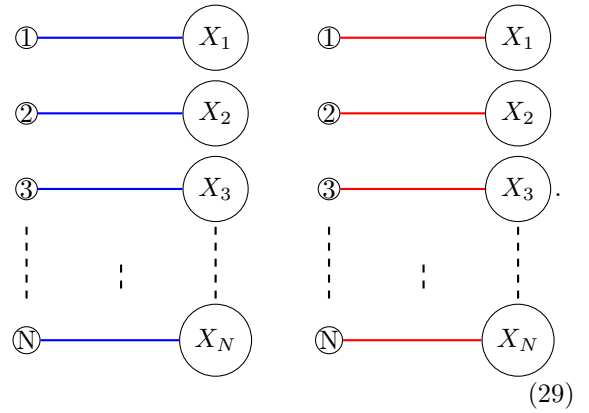 1 X₁ 1 X₁
2 X₂ 2 X₂
3 X₃ 3 X₃ .
N X_N N X_N
(29)